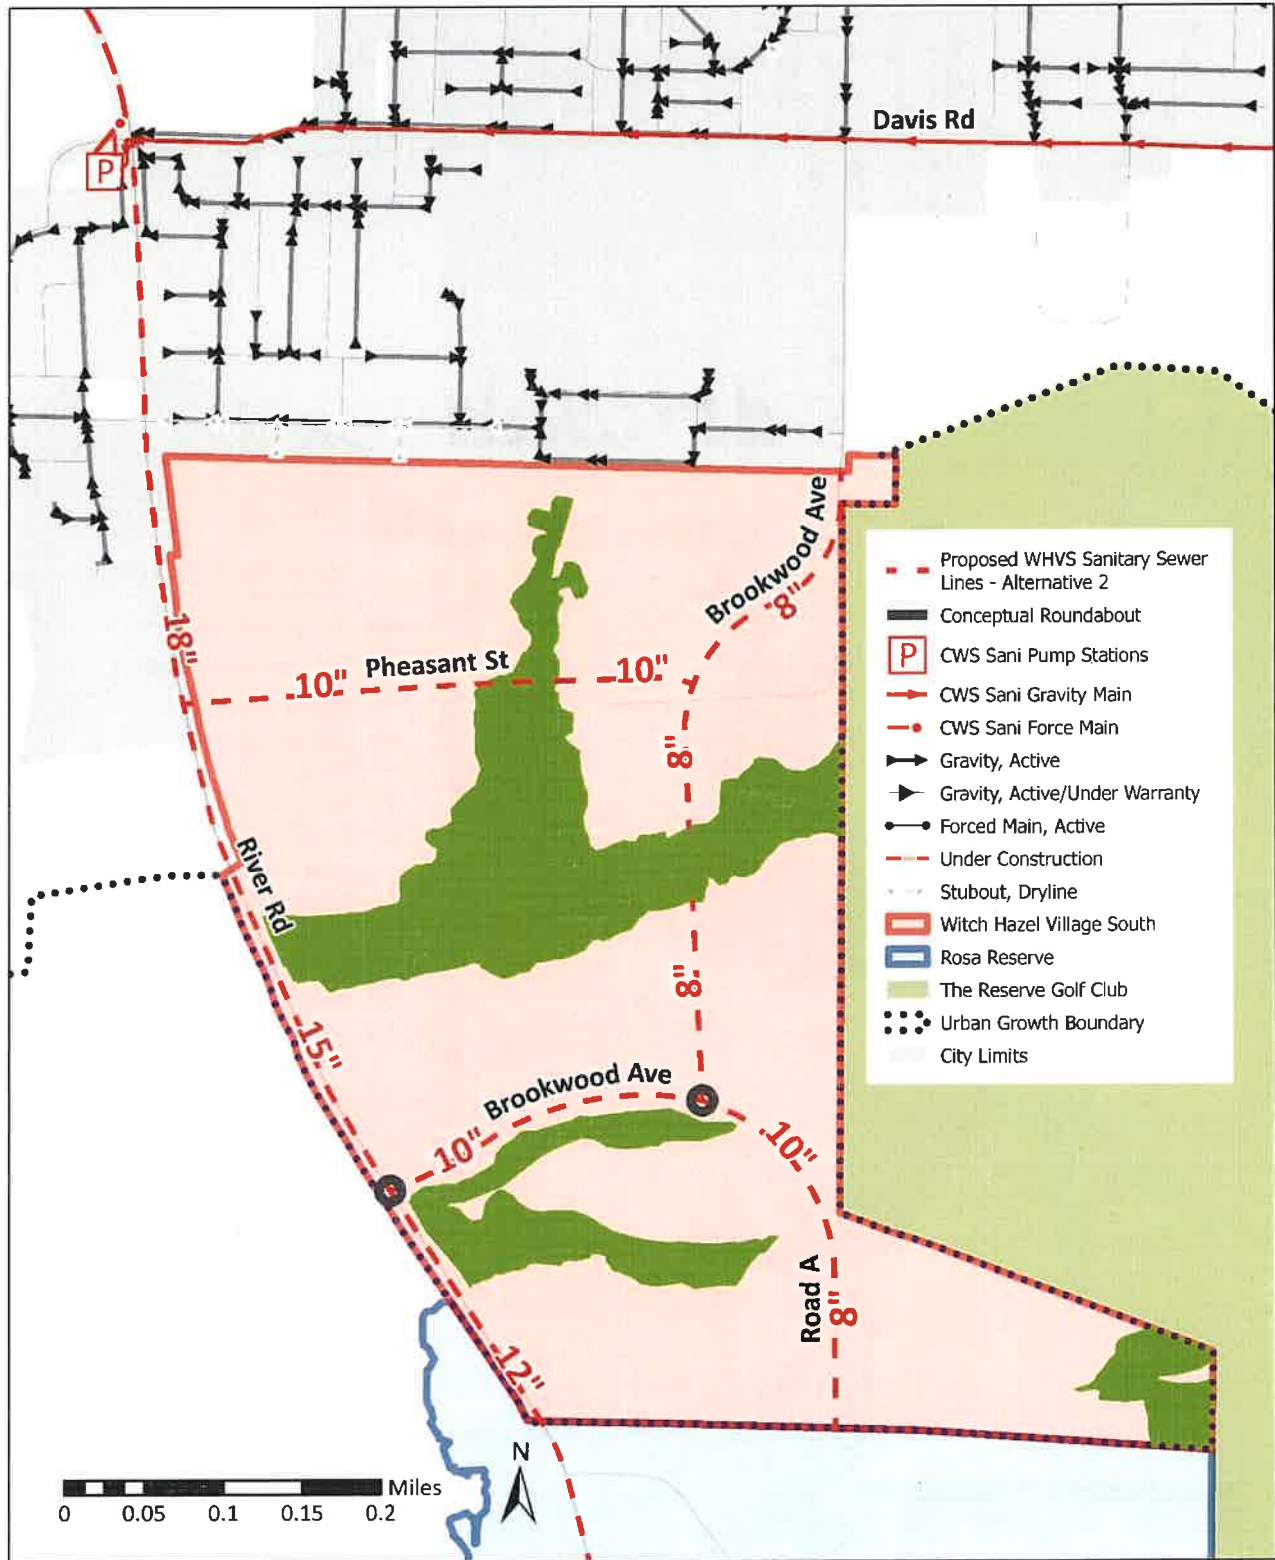 Davis Rd
P
Brookwood Ave
8"
18"
10"
Pheasant St
10"
8"
River Rd
8"
15"
Brookwood Ave
10"
10"
Road A
8"
12"
Proposed WHVS Sanitary Sewer
Lines - Alternative 2
Conceptual Roundabout
P
CWS Sani Pump Stations
CWS Sani Gravity Main
CWS Sani Force Main
Gravity, Active
Gravity, Active/Under Warranty
Forced Main, Active
Under Construction
Stubout, Dryline
Witch Hazel Village South
Rosa Reserve
The Reserve Golf Club
Urban Growth Boundary
City Limits
N
Miles
0 0.05 0.1 0.15 0.2